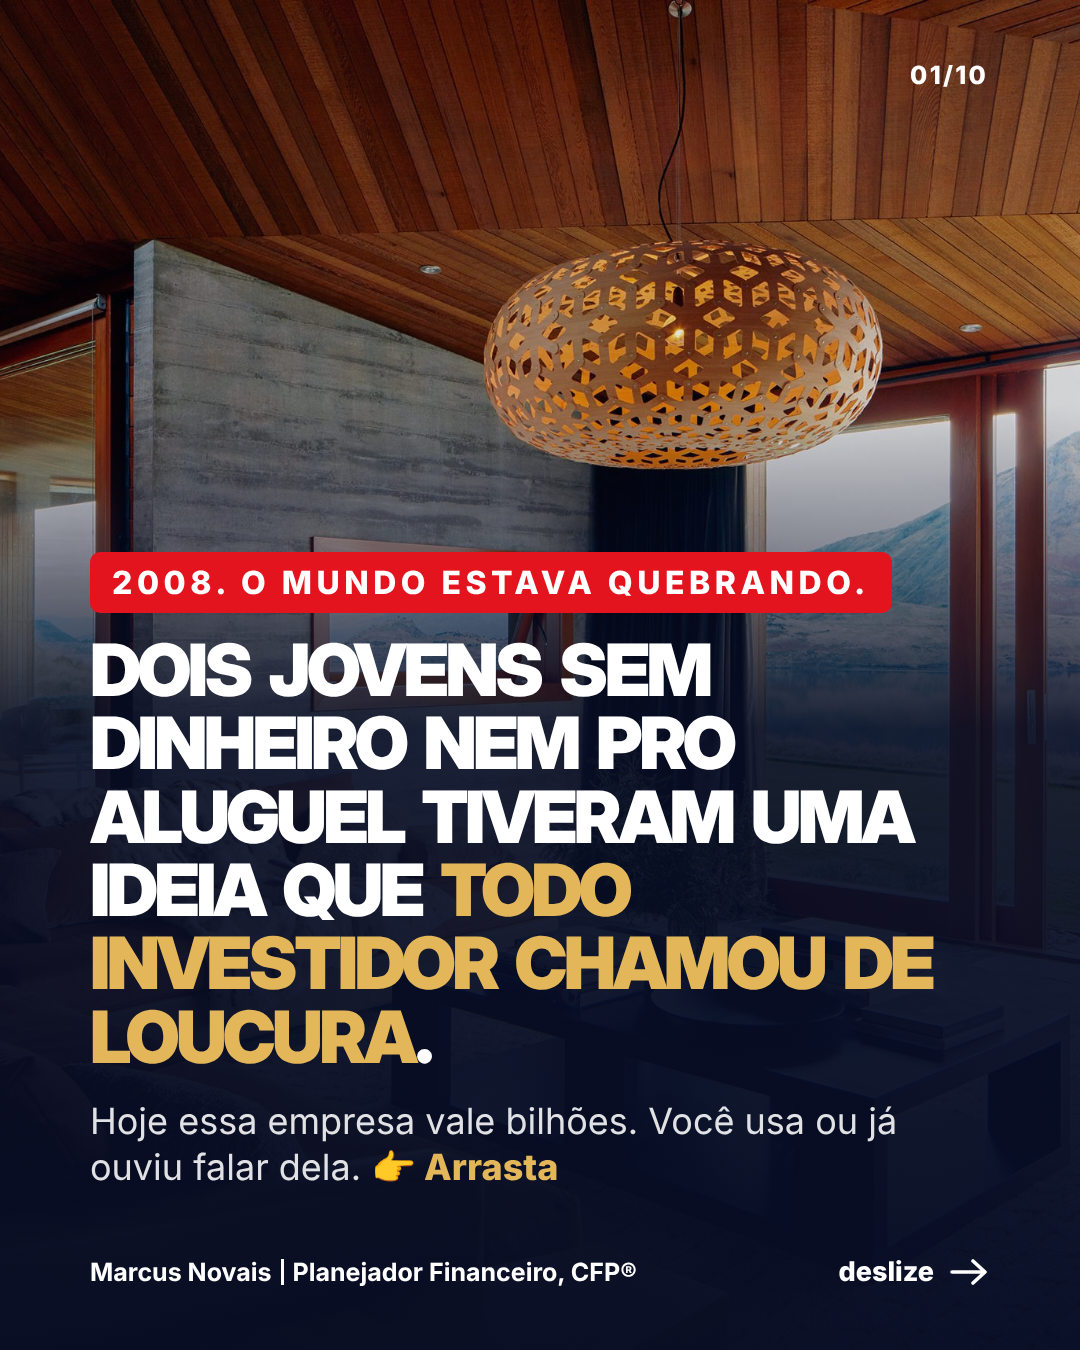 01/10
2008. O MUNDO ESTAVA QUEBRANDO.
DOIS JOVENS SEM
DINHEIRO NEM PRO
ALUGUEL TIVERAM UMA
IDEIA QUE TODO
INVESTIDOR CHAMOU DE
LOUCURA.
Hoje essa empresa vale bilhões. Você usa ou já
ouviu falar dela. 👉 Arrasta
Marcus Novais | Planejador Financeiro, CFP®
deslize →